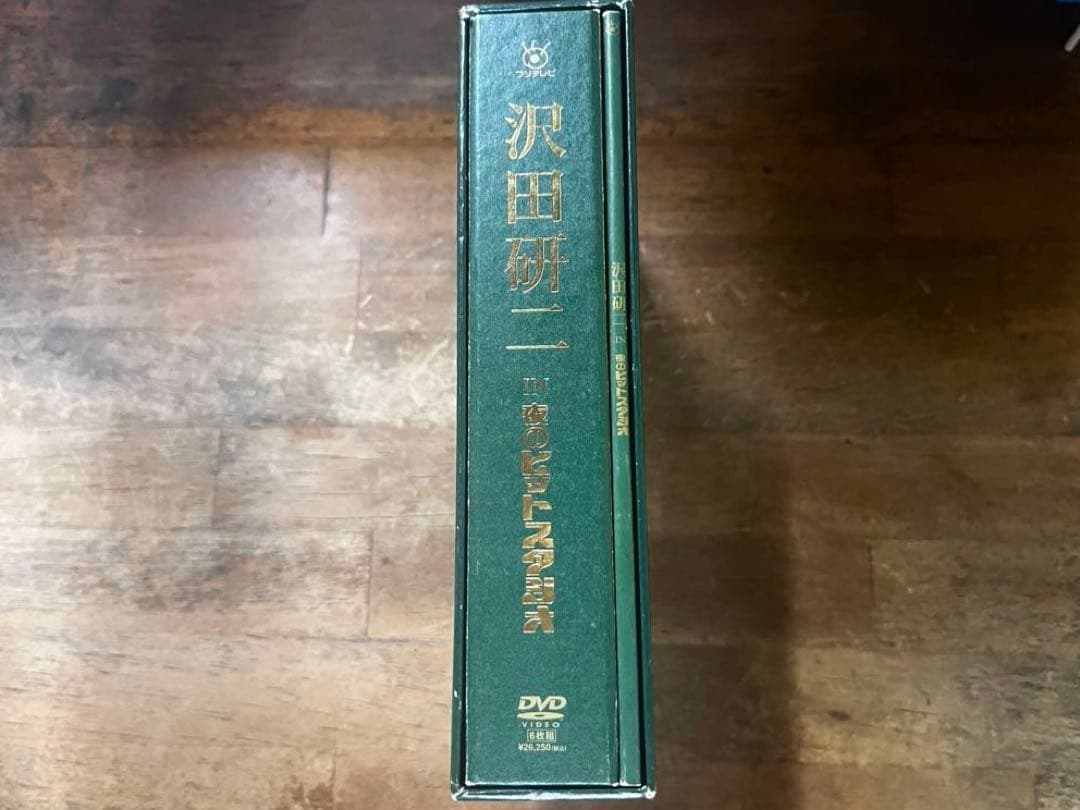 フジテレビ
沢田研二
IN
夜のヒットスタジオ
DVD
VIDEO
6枚組
¥26,250(税込)
沢田研二 IN 夜のヒットスタジオ